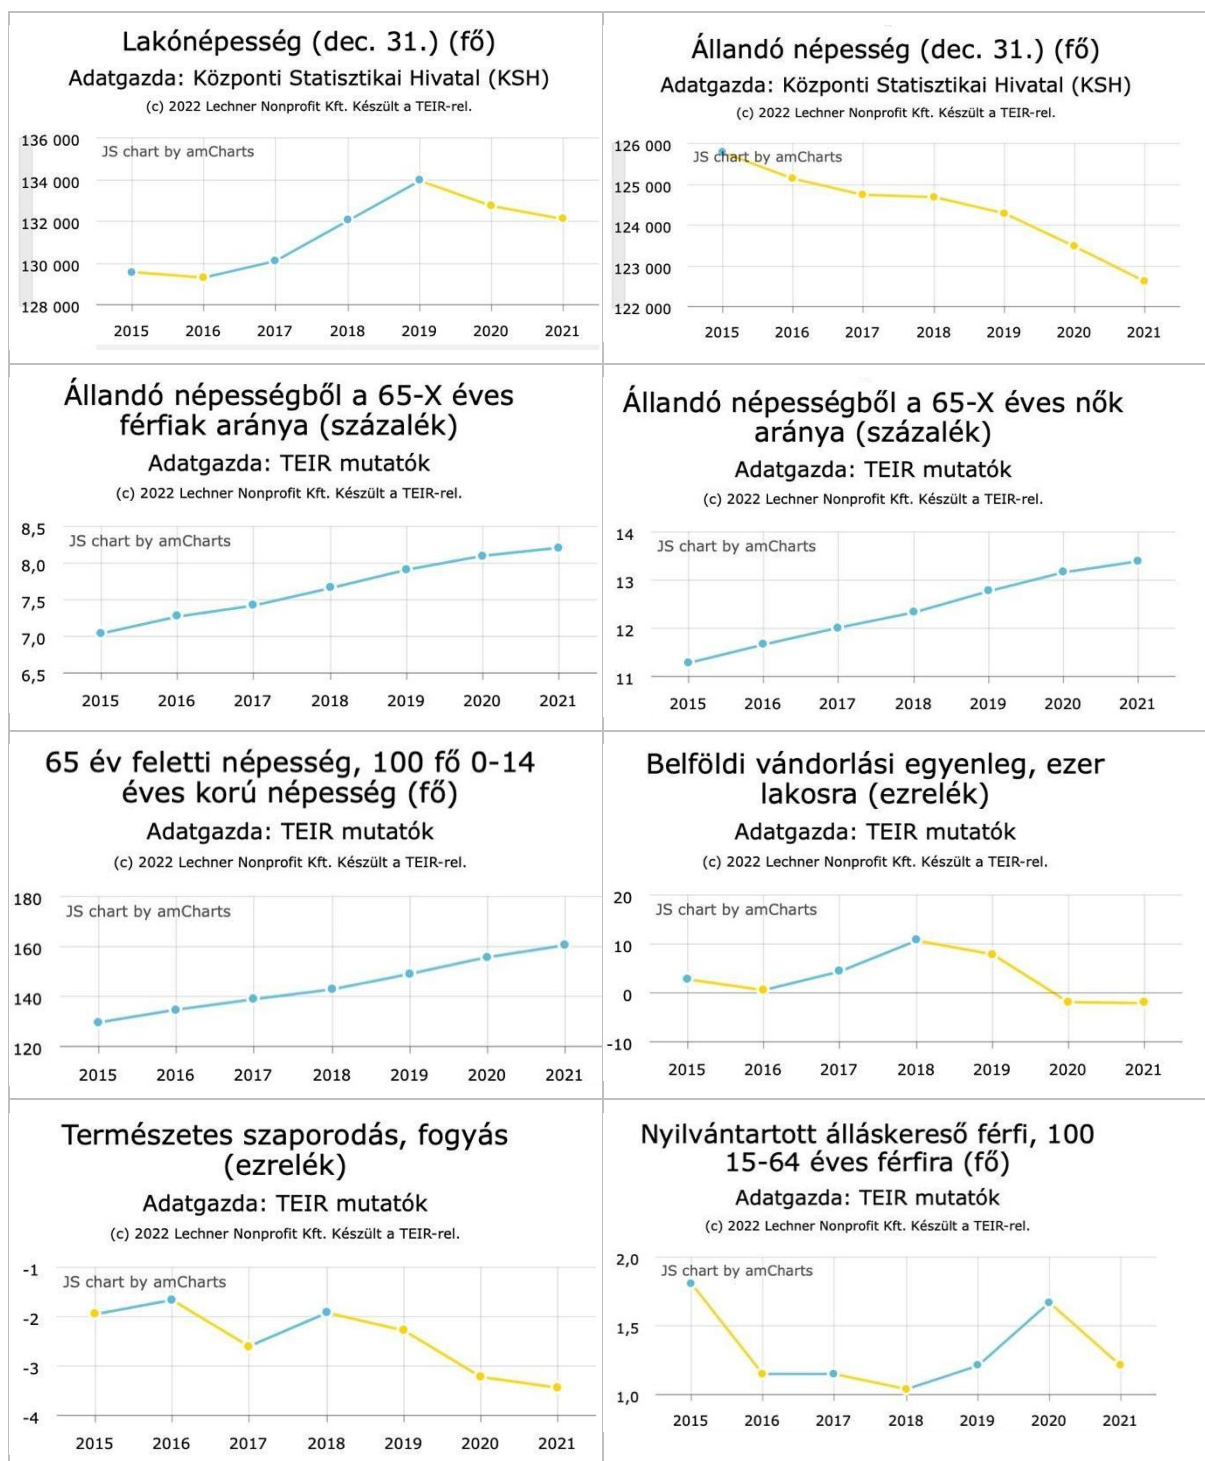 Lakónépesség (dec. 31.) (fő)
Adatgazda: Központi Statisztikai Hivatal (KSH)
(c) 2022 Lechner Nonprofit Kft. Készült a TEIR-rel.
136 000
JS chart by amCharts
134 000
132 000
130 000
128 000
2015 2016 2017 2018 2019 2020 2021
Állandó népesség (dec. 31.) (fő)
Adatgazda: Központi Statisztikai Hivatal (KSH)
(c) 2022 Lechner Nonprofit Kft. Készült a TEIR-rel.
126 000
JS chart by amCharts
125 000
124 000
123 000
122 000
2015 2016 2017 2018 2019 2020 2021
Állandó népességből a 65-X éves
férfiak aránya (százalék)
Adatgazda: TEIR mutatók
(c) 2022 Lechner Nonprofit Kft. Készült a TEIR-rel.
8,5
JS chart by amCharts
8,0
7,5
7,0
6,5
2015 2016 2017 2018 2019 2020 2021
Állandó népességből a 65-X éves nők
aránya (százalék)
Adatgazda: TEIR mutatók
(c) 2022 Lechner Nonprofit Kft. Készült a TEIR-rel.
14
JS chart by amCharts
13
12
11
2015 2016 2017 2018 2019 2020 2021
65 év feletti népesség, 100 fő 0-14
éves korú népesség (fő)
Adatgazda: TEIR mutatók
(c) 2022 Lechner Nonprofit Kft. Készült a TEIR-rel.
180
JS chart by amCharts
160
140
120
2015 2016 2017 2018 2019 2020 2021
Belföldi vándorlási egyenleg, ezer
lakosra (ezrelék)
Adatgazda: TEIR mutatók
(c) 2022 Lechner Nonprofit Kft. Készült a TEIR-rel.
20
JS chart by amCharts
10
0
-10
2015 2016 2017 2018 2019 2020 2021
Természetes szaporodás, fogyás
(ezrelék)
Adatgazda: TEIR mutatók
(c) 2022 Lechner Nonprofit Kft. Készült a TEIR-rel.
-1
JS chart by amCharts
-2
-3
-4
2015 2016 2017 2018 2019 2020 2021
Nyilvántartott álláskereső férfi, 100
15-64 éves férfira (fő)
Adatgazda: TEIR mutatók
(c) 2022 Lechner Nonprofit Kft. Készült a TEIR-rel.
2,0
JS chart by amCharts
1,5
1,0
2015 2016 2017 2018 2019 2020 2021